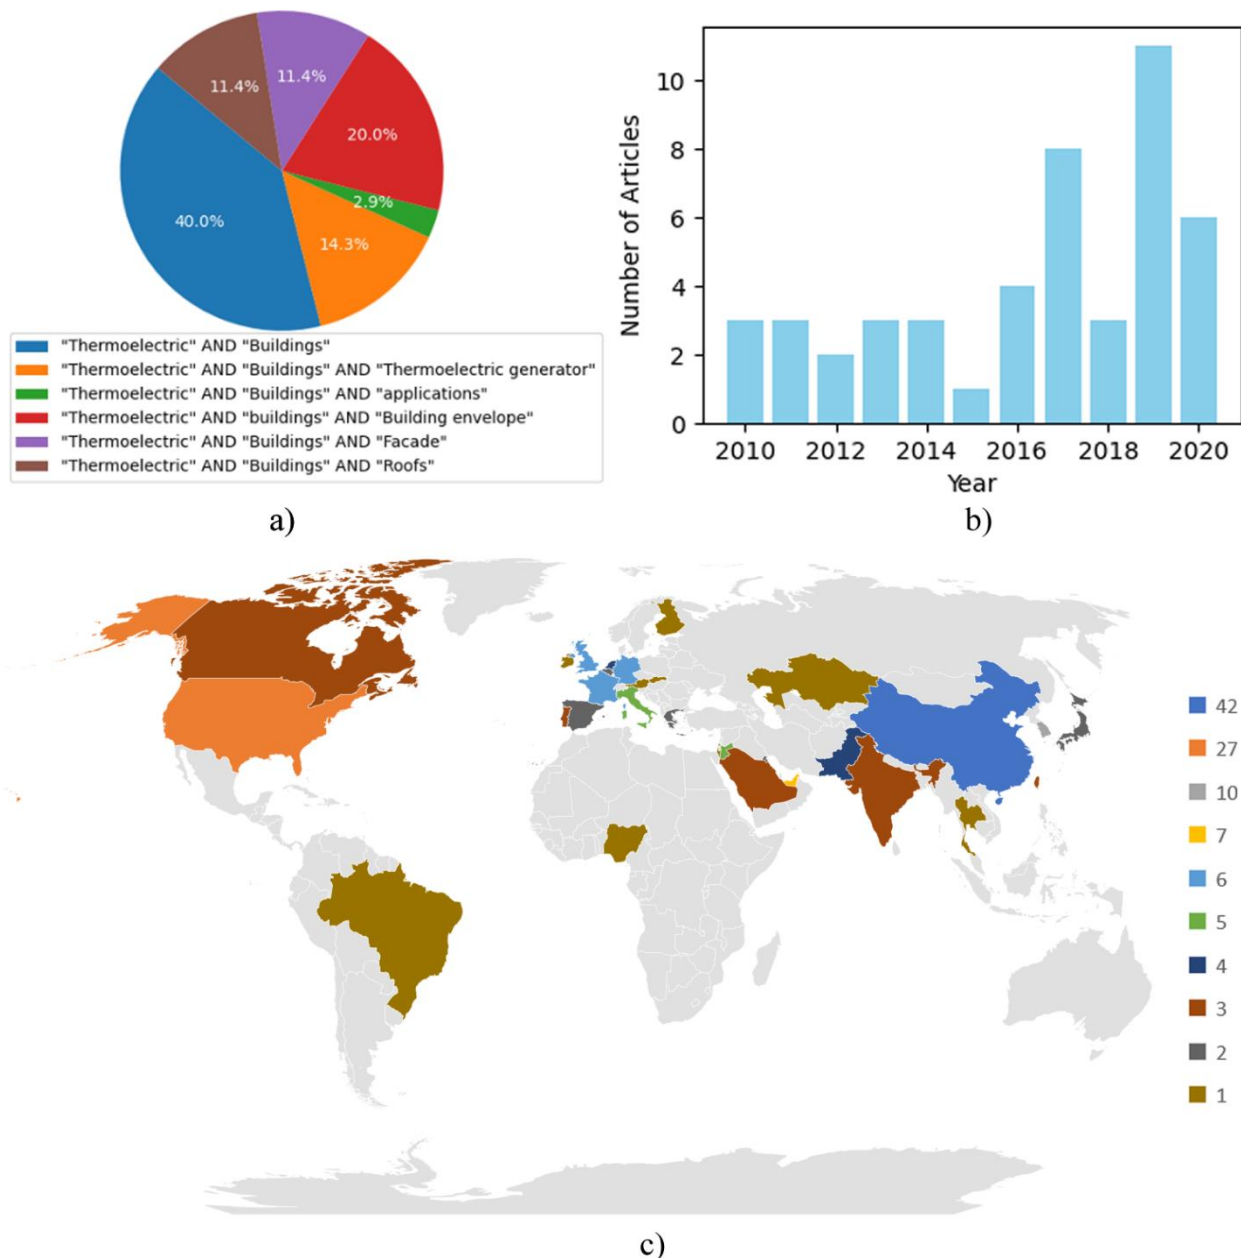 11.4%
11.4%
20.0%
2.9%
40.0%
14.3%
"Thermoelectric" AND "Buildings"
"Thermoelectric" AND "Buildings" AND "Thermoelectric generator"
"Thermoelectric" AND "Buildings" AND "applications"
"Thermoelectric" AND "buildings" AND "Building envelope"
"Thermoelectric" AND "Buildings" AND "Facade"
"Thermoelectric" AND "Buildings" AND "Roofs"
a)
Number of Articles
10
8
6
4
2
0
2010 2012 2014 2016 2018 2020
Year
b)
42
27
10
7
6
5
4
3
2
1
c)